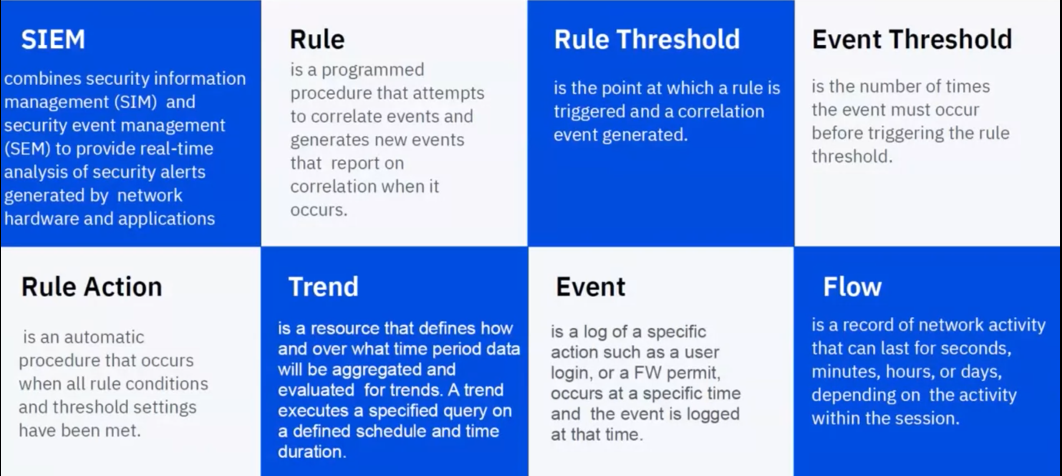 SIEM
combines security information
management (SIM) and
security event management
(SEM) to provide real-time
analysis of security alerts
generated by network
hardware and applications
Rule
is a programmed
procedure that attempts
to correlate events and
generates new events
that report on
correlation when it
occurs.
Rule Threshold
is the point at which a rule is
triggered and a correlation
event generated.
Event Threshold
is the number of times
the event must occur
before triggering the rule
threshold.
Rule Action
is an automatic
procedure that occurs
when all rule conditions
and threshold settings
have been met.
Trend
is a resource that defines how
and over what time period data
will be aggregated and
evaluated for trends. A trend
executes a specified query on
a defined schedule and time
duration.
Event
is a log of a specific
action such as a user
login, or a FW permit,
occurs at a specific time
and the event is logged
at that time.
Flow
is a record of network activity
that can last for seconds,
minutes, hours, or days,
depending on the activity
within the session.